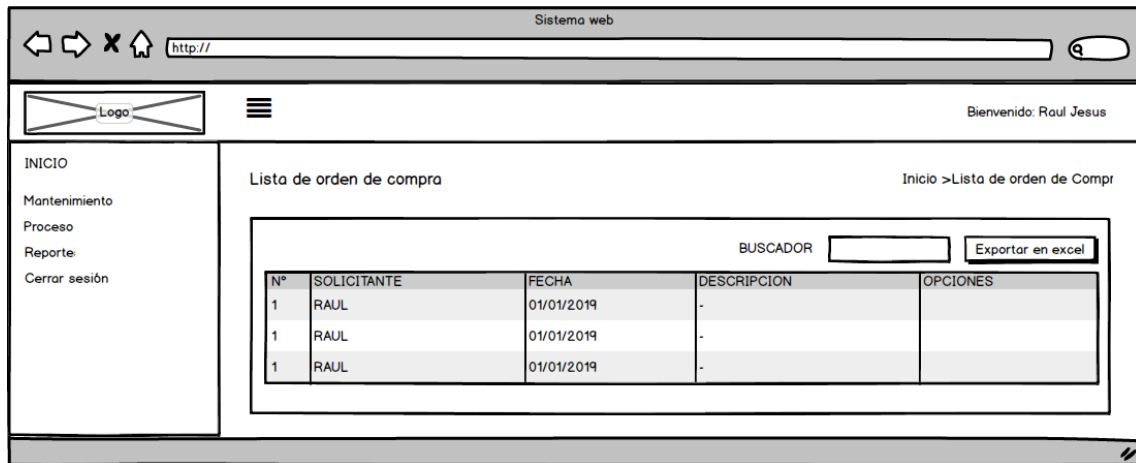 Sistema web
http://
Logo
Bienvenido: Raul Jesus
INICIO
Mantenimiento
Proceso
Reporte
Cerrar sesión
Lista de orden de compra
Inicio >Lista de orden de Compr
BUSCADOR Exportar en excel
N° SOLICITANTE FECHA DESCRIPCION OPCIONES
1 RAUL 01/01/2019 -
1 RAUL 01/01/2019 -
1 RAUL 01/01/2019 -